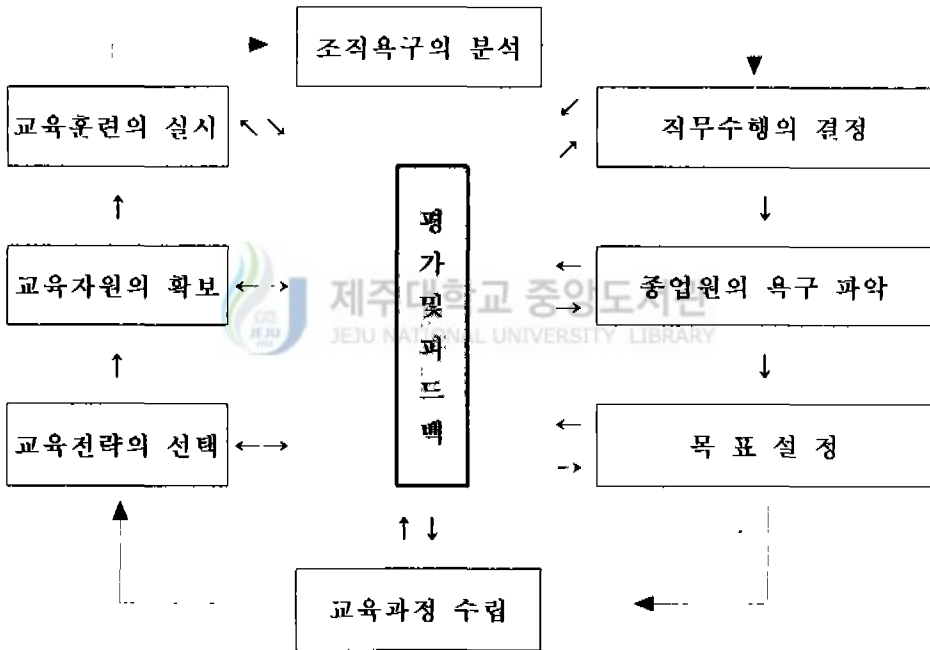 조직욕구의 분석
교육훈련의 실시
직무수행의 결정
평
가
및
피
드
백
교육자원의 확보
종업원의 욕구 파악
제주대학교 중앙도서관
JEJU NATIONAL UNIVERSITY LIBRARY
JEJU
교육전략의 선택
목 표 설 정
교육과정 수립